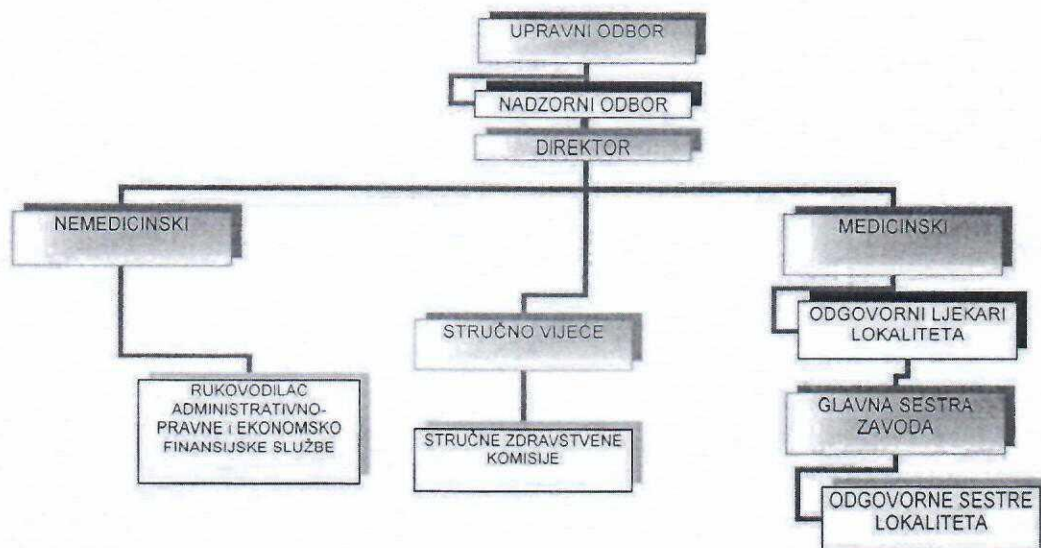 UPRAVNI ODBOR
NADZORNI ODBOR
DIREKTOR
NEMEDICINSKI
MEDICINSKI
STRUČNO VIJEĆE
ODGOVORNI LJEKARI
LOKALITETA
RUKOVODILAC
ADMINISTRATIVNO-
PRAVNE i EKONOMSKO
FINANSIJSKE SLUŽBE
STRUČNE ZDRAVSTVENE
KOMISIJE
GLAVNA SESTRA
ZAVODA
ODGOVORNE SESTRE
LOKALITETA